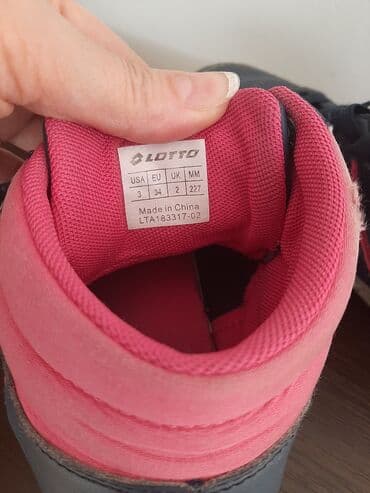 LOTTO
USA EU UK MM
3 34 2 227
Made in China
LTA183317-02